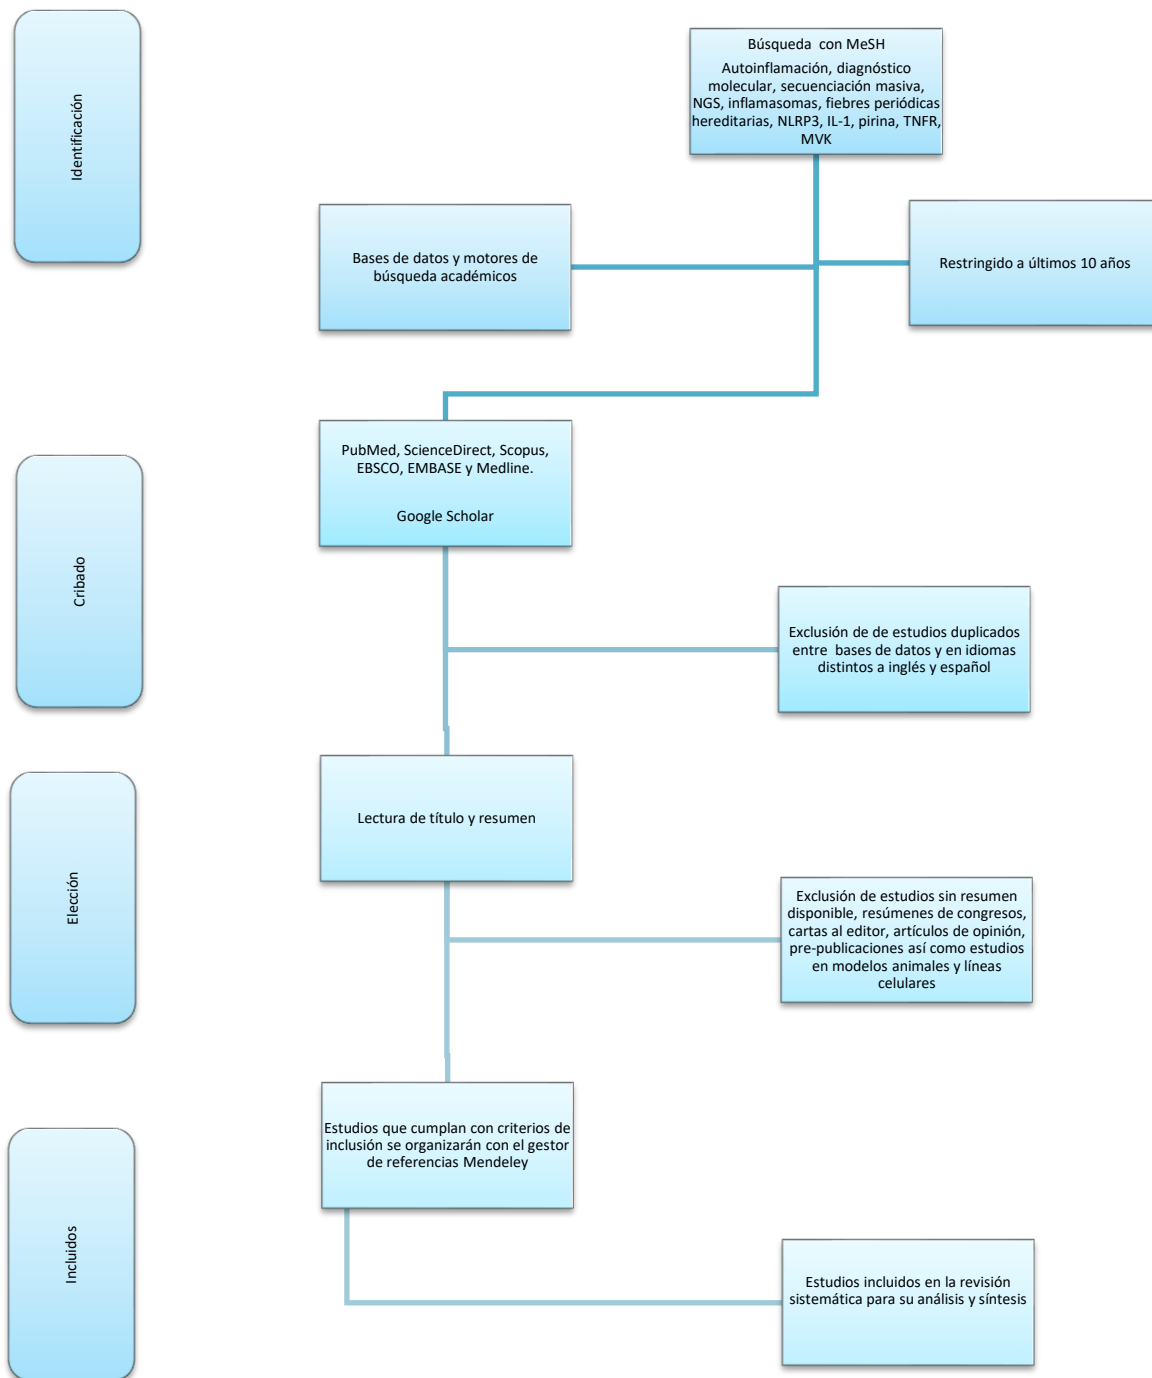 Identificación
Búsqueda con MeSH
Autoinflamación, diagnóstico
molecular, secuenciación masiva,
NGS, inflamasomas, fiebres periódicas
hereditarias, NLRP3, IL-1, pirina, TNFR,
MVK
Bases de datos y motores de
búsqueda académicos
Restringido a últimos 10 años
Cribado
PubMed, ScienceDirect, Scopus,
EBSCO, EMBASE y Medline.
Google Scholar
Exclusión de de estudios duplicados
entre bases de datos y en idiomas
distintos a inglés y español
Elección
Lectura de título y resumen
Exclusión de estudios sin resumen
disponible, resúmenes de congresos,
cartas al editor, artículos de opinión,
pre-publicaciones así como estudios
en modelos animales y líneas
celulares
Incluidos
Estudios que cumplan con criterios de
inclusión se organizarán con el gestor
de referencias Mendeley
Estudios incluidos en la revisión
sistemática para su análisis y síntesis